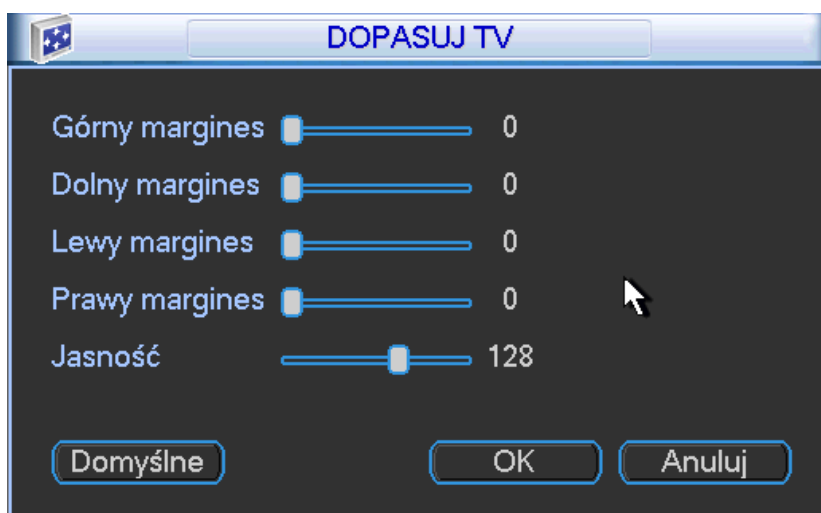 DOPASUJ TV
Górny margines 0
Dolny margines 0
Lewy margines 0
Prawy margines 0
Jasność 128
Domyślne OK Anuluj